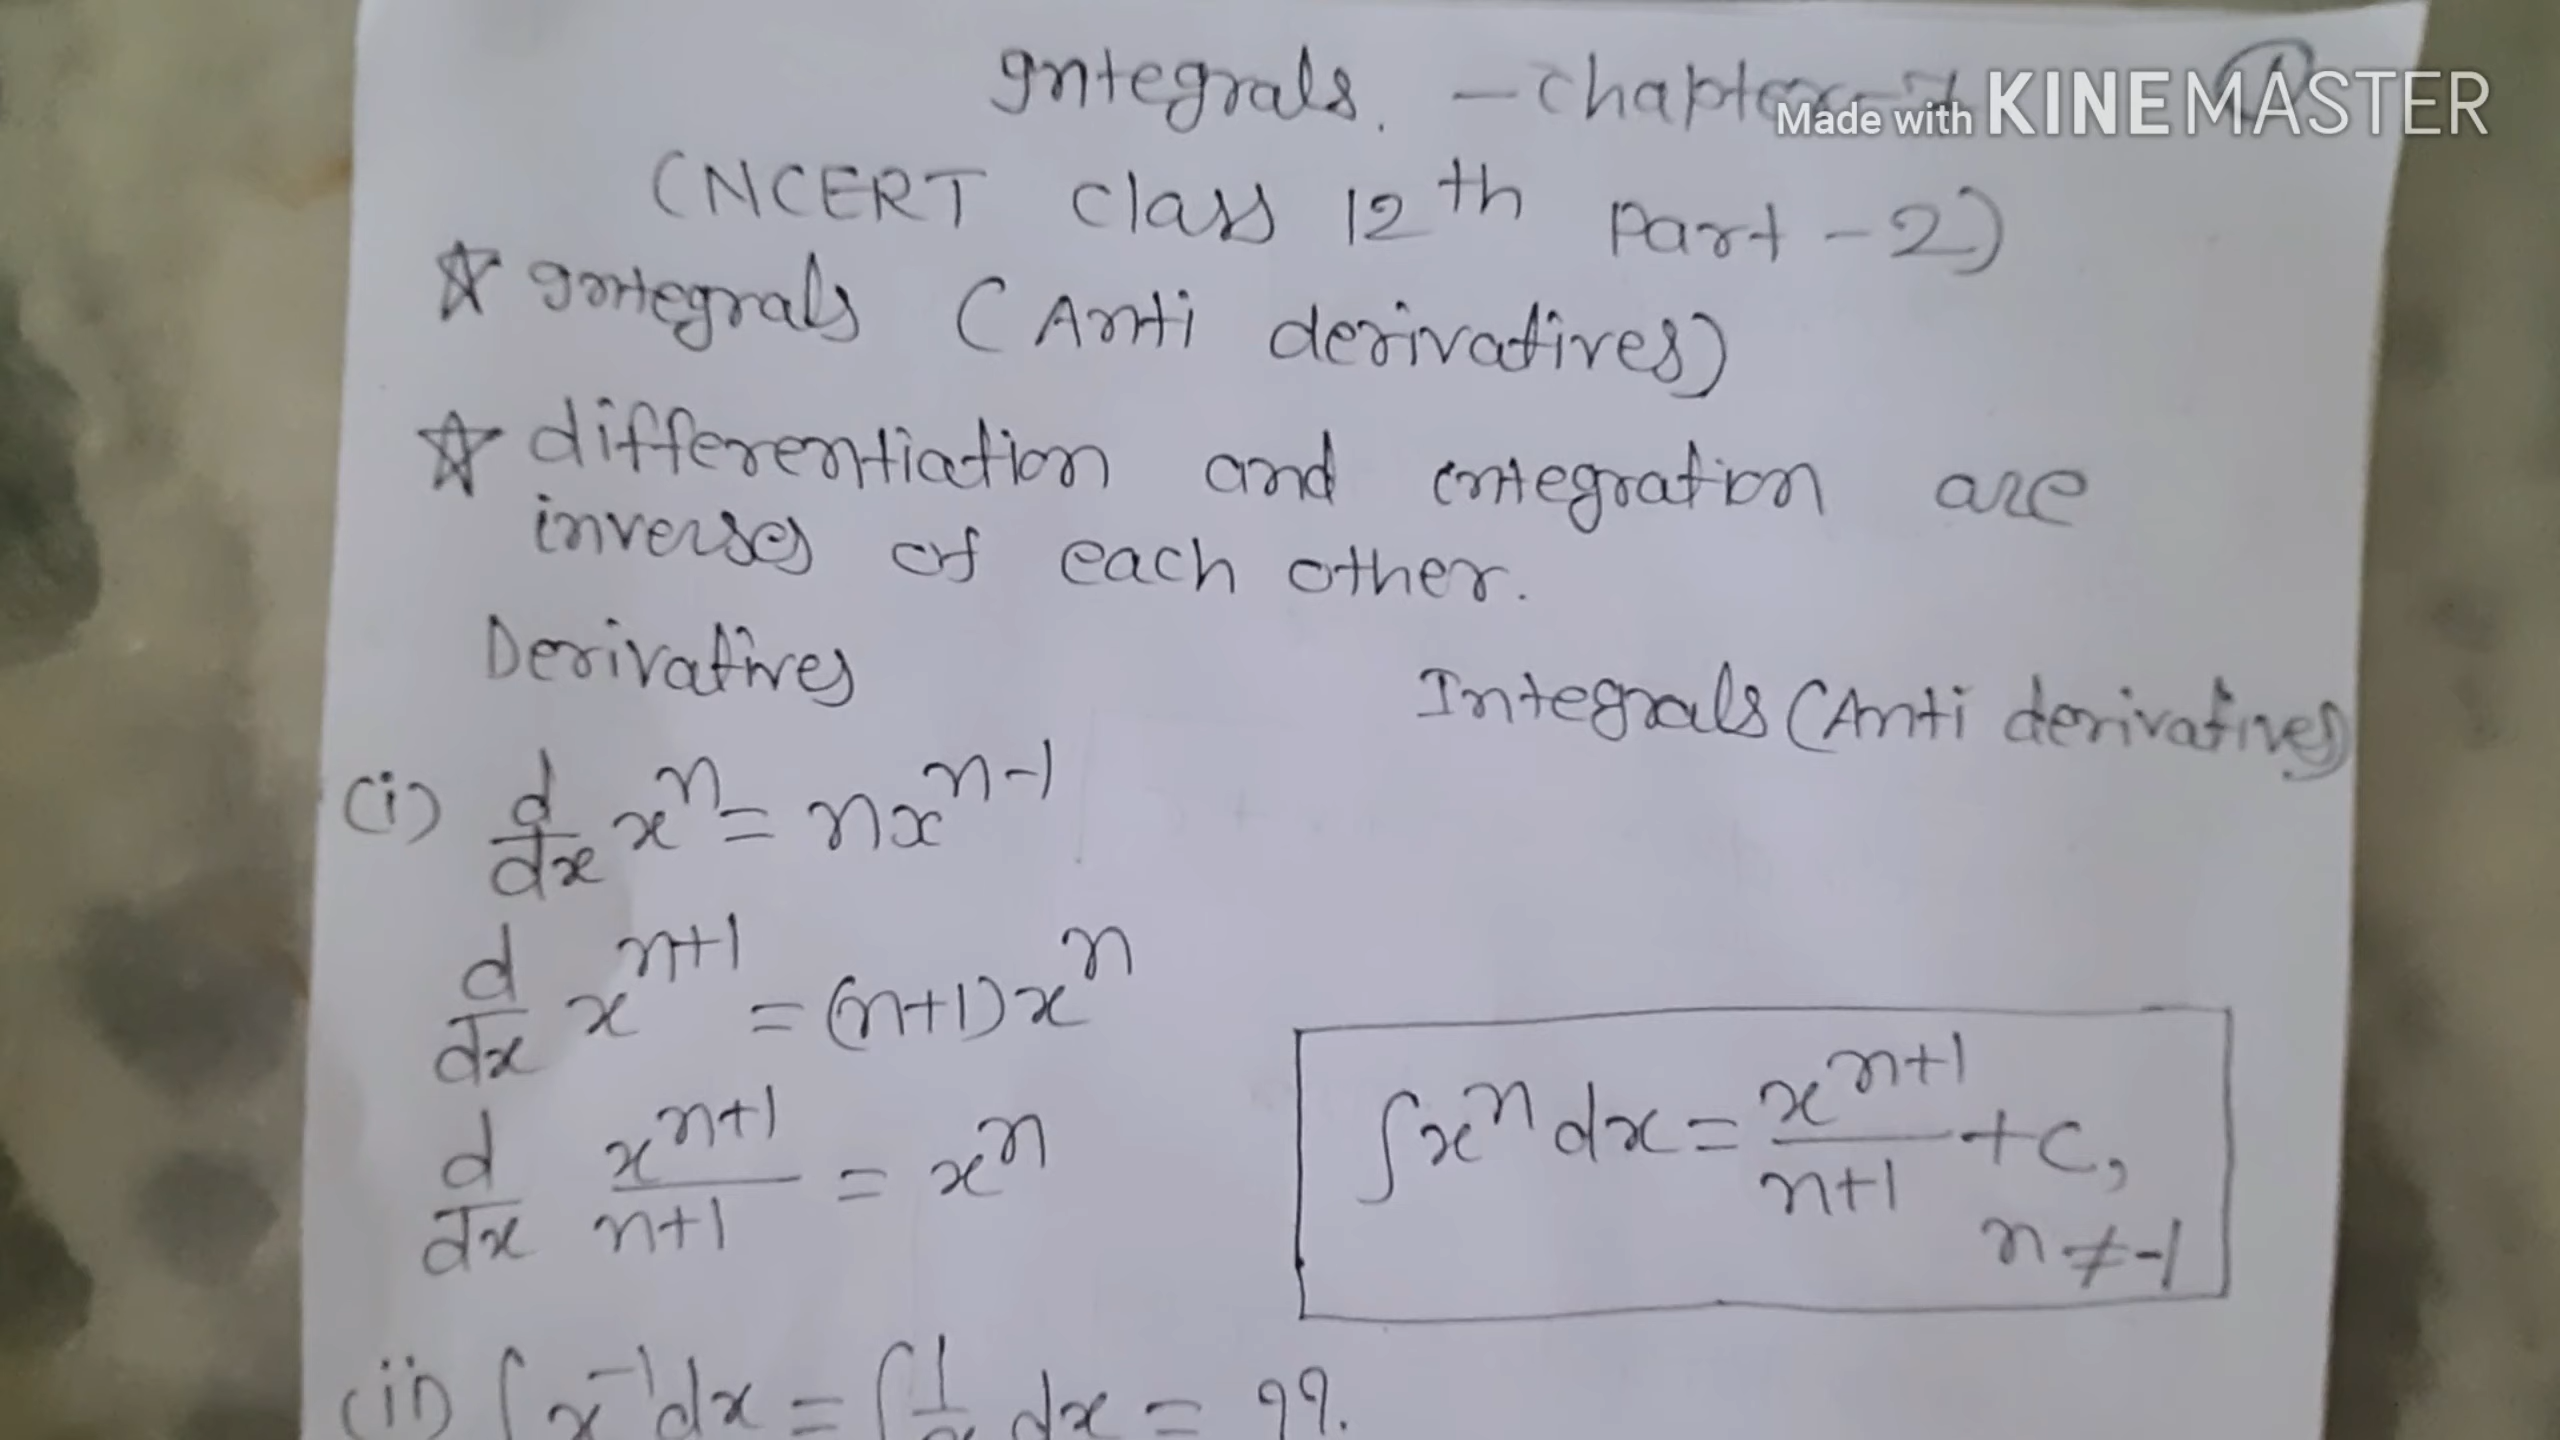 Integrals. - Chapter-7
Made with KINEMASTER
(NCERT Class 12th Part-2)
☆ Integrals (Anti derivatives)
☆ differentiation and integration are
inverses of each other.
Derivatives
Integrals (Anti derivatives)
(i) d/dx x^n = nx^{n-1}
d/dx x^{n+1} = (n+1)x^n
d/dx x^{n+1}/n+1 = x^n
∫x^n dx = x^{n+1}/n+1 + c,
n ≠ -1
(ii) ∫x^{-1}dx = ∫1/x dx = ??.